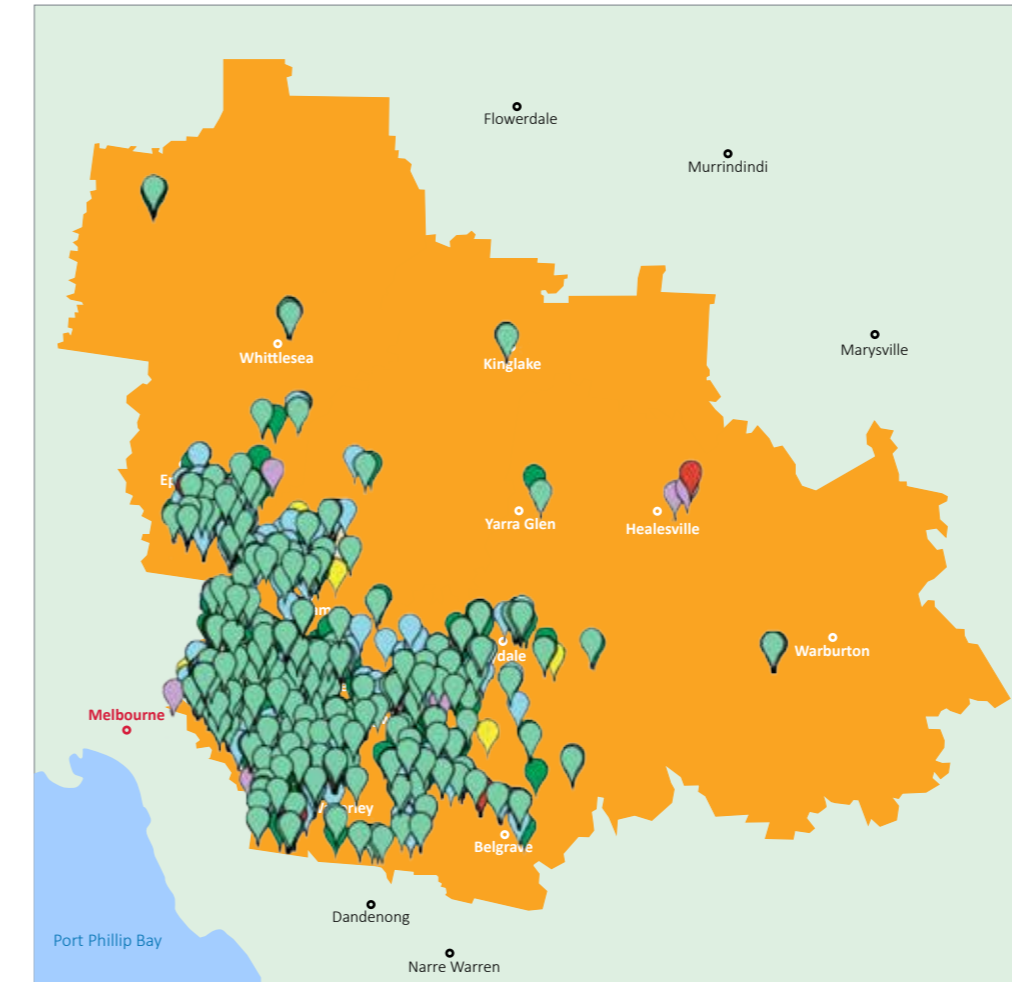 Flowerdale
Murrindindi
Marysville
Whittlesea
Kinglake
Yarra Glen
Healesville
Warburton
Melbourne
Belgrave
Dandenong
Port Phillip Bay
Narre Warren